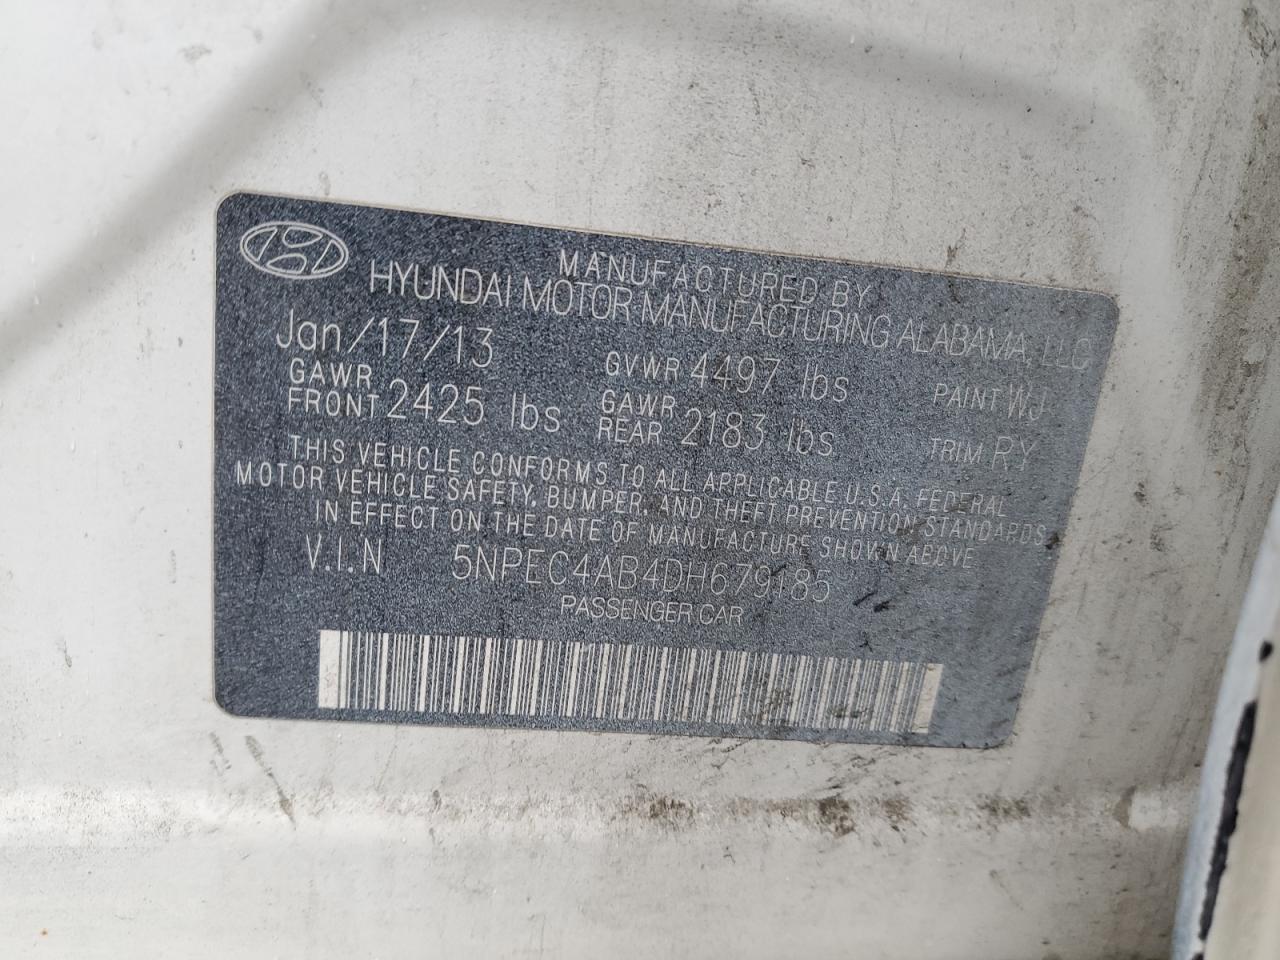 MANUFACTURED BY
HYUNDAI MOTOR MANUFACTURING ALABAMA, LLC
Jan/17/13 GVWR 4497 lbs PAINT WJ
GAWR FRONT 2425 lbs GAWR REAR 2183 lbs TRIM RY
THIS VEHICLE CONFORMS TO ALL APPLICABLE U.S.A. FEDERAL
MOTOR VEHICLE SAFETY, BUMPER, AND THEFT PREVENTION STANDARDS
IN EFFECT ON THE DATE OF MANUFACTURE SHOWN ABOVE
V.I.N 5NPEC4AB4DH679185
PASSENGER CAR